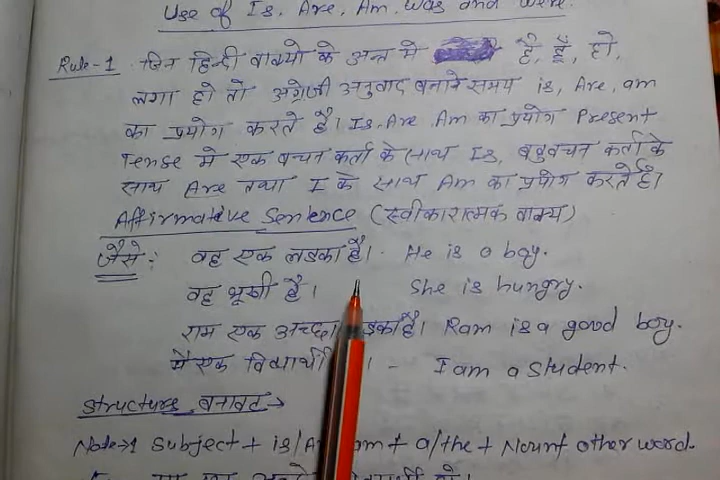 Use of Is, Are, Am, Was and Were.
Rule-1 जिन हिन्दी वाक्यो के अन्त मे है, हूँ, हो,
लगा हो तो अंग्रेजी अनुवाद बनाते समय is, Are, am
का प्रयोग करते है। Is, Are, Am का प्रयोग Present
Tense मे एक वचन कर्ता के साथ Is, बहुवचन कर्ता के
साथ Are तथा I के साथ Am का प्रयोग करते है।
Affirmative Sentence (स्वीकारात्मक वाक्य)
जैसे:- वह एक लडका है। He is a boy.
वह भूखी है। She is hungry.
राम एक अच्छा है। Ram is a good boy.
मै एक विद्यार्थी । - I am a Student.
Structure बनावट →
Note→1 Subject + is/ + a/the + Noun+ other word.